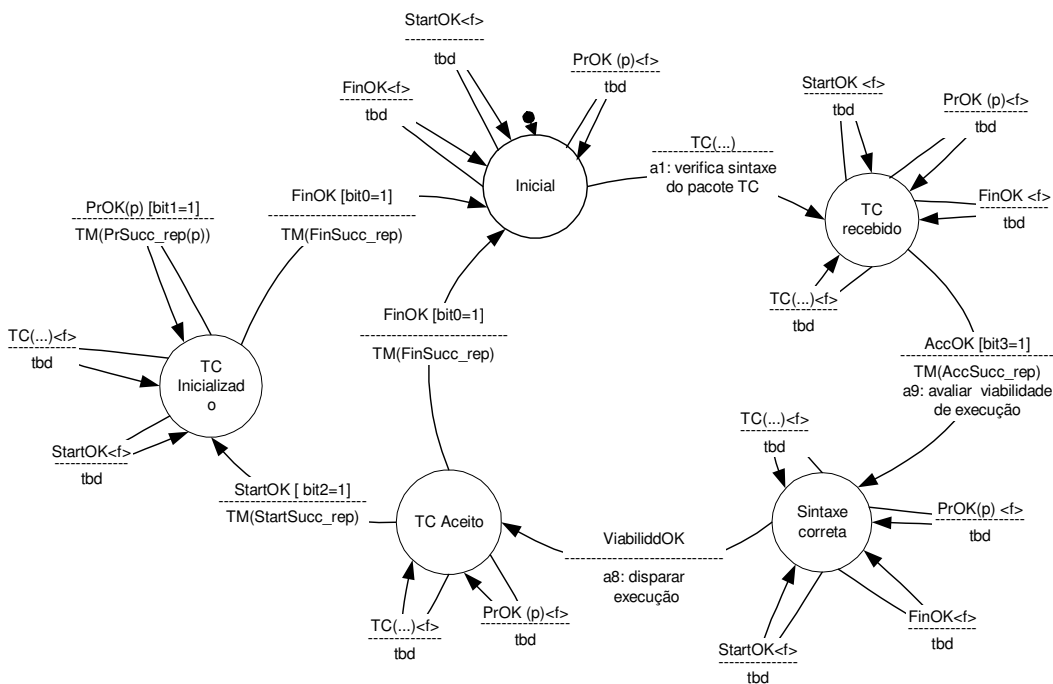 StartOK<f>
tbd
FinOK<f>
tbd
PrOK (p)<f>
tbd
Inicial
TC(...)
a1: verifica sintaxe
do pacote TC
StartOK <f>
tbd
PrOK (p)<f>
tbd
FinOK <f>
tbd
TC
recebido
TC(...)<f>
tbd
FinOK [bit0=1]
TM(FinSucc_rep)
PrOK(p) [bit1=1]
TM(PrSucc_rep(p))
TC(...)<f>
tbd
TC
Inicializad
o
StartOK<f>
tbd
FinOK [bit0=1]
TM(FinSucc_rep)
AccOK [bit3=1]
TM(AccSucc_rep)
a9: avaliar viabilidade
de execução
TC(...)<f>
tbd
StartOK [ bit2=1]
TM(StartSucc_rep)
TC Aceito
ViabiliddOK
a8: disparar
execução
Sintaxe
correta
PrOK(p) <f>
tbd
TC(...)<f>
tbd
PrOK (p)<f>
tbd
FinOK<f>
tbd
StartOK<f>
tbd